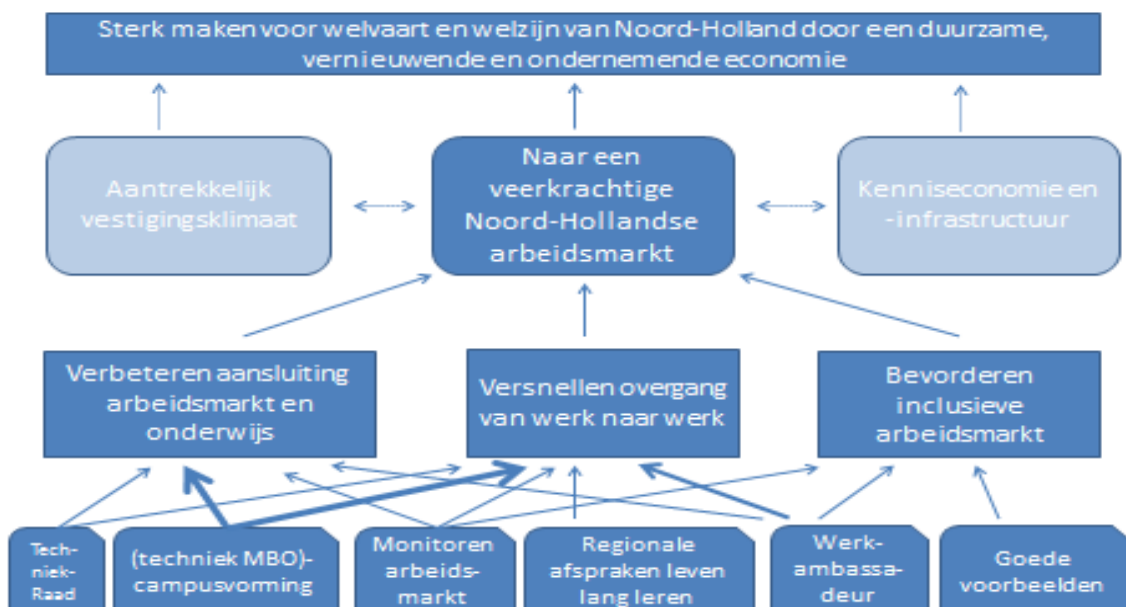 Sterk maken voor welvaart en welzijn van Noord-Holland door een duurzame,
vernieuwende en ondernemende economie
Aantrekkelijk
vestigingsklimaat
Naar een
veerkrachtige
Noord-Hollandse
arbeidsmarkt
Kenniseconomie en
-infrastructuur
Verbeteren aansluiting
arbeidsmarkt en
onderwijs
Versnellen overgang
van werk naar werk
Bevorderen
inclusieve
arbeidsmarkt
Tech-
niek-
Raad
(techniek MBO)-
campusvorming
Monitoren
arbeids-
markt
Regionale
afspraken leven
lang leren
Werk-
ambassa-
deur
Goede
voorbeelden